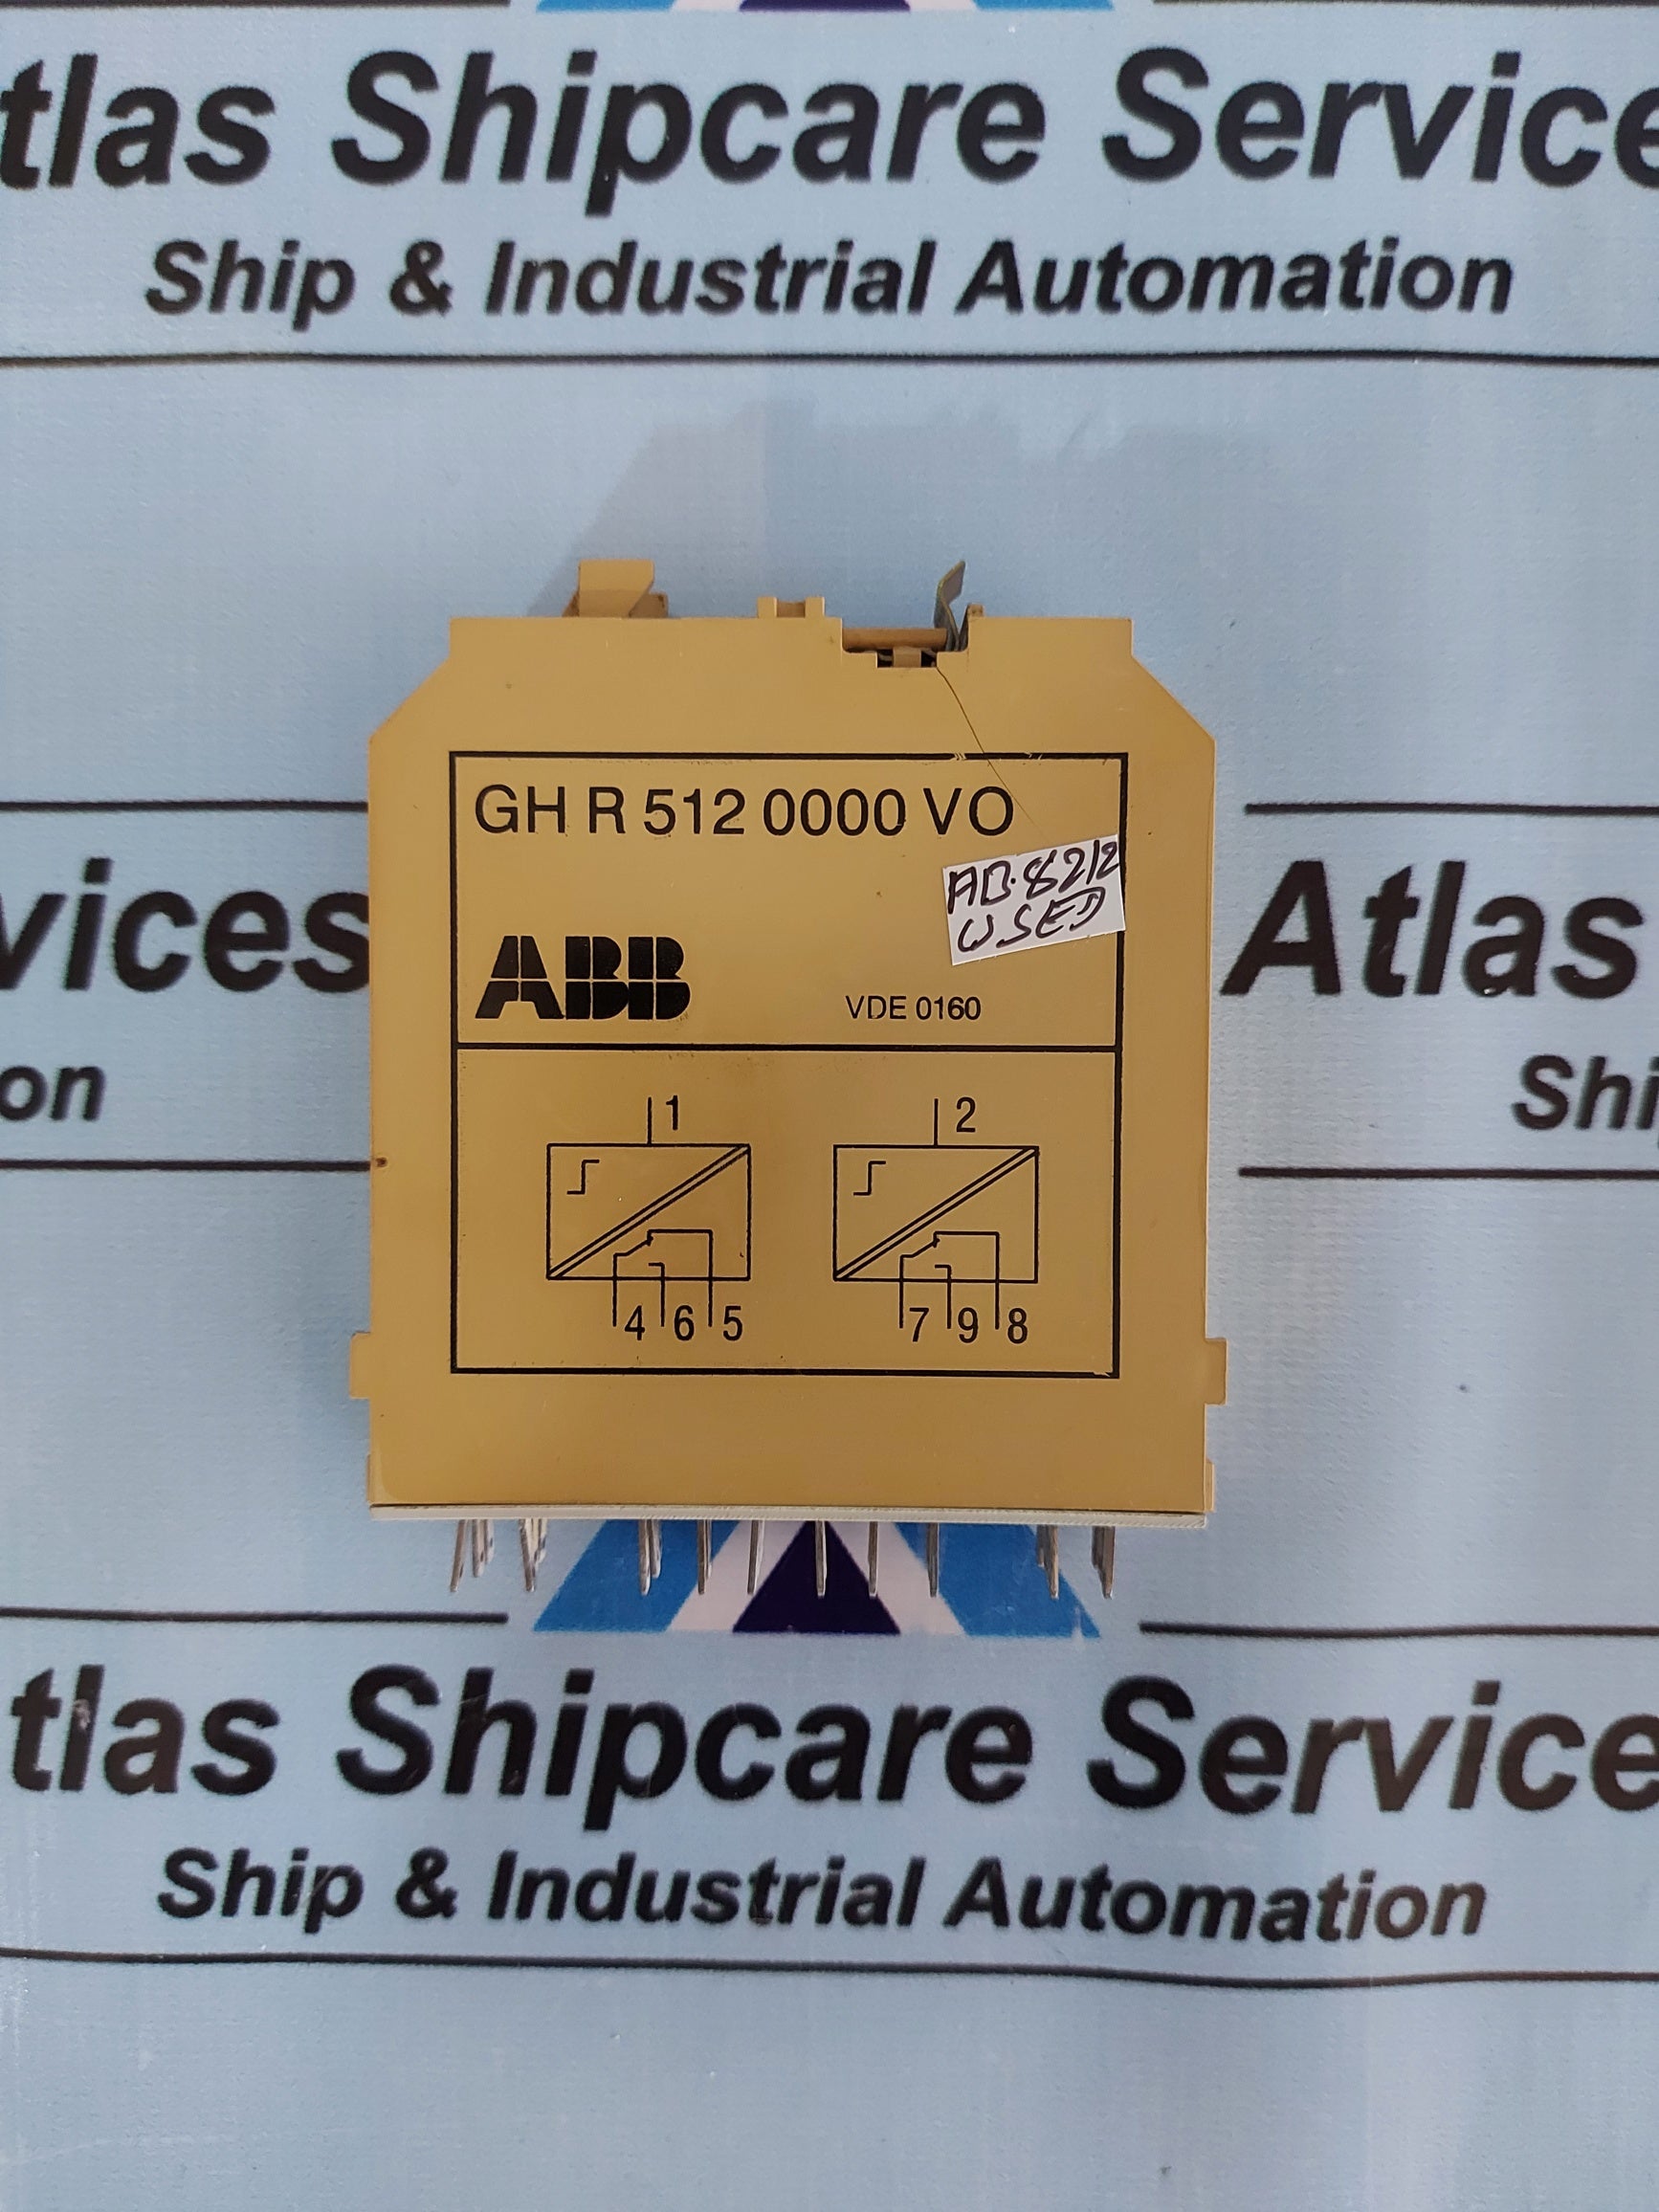 tlas Shipcare Service
Ship & Industrial Automation
vices
Atlas
on
Shi
GH R 512 0000 VO
AB.8212
USED
ABB
VDE 0160
1
2
4 6 5
7 9 8
tlas Shipcare Service
Ship & Industrial Automation